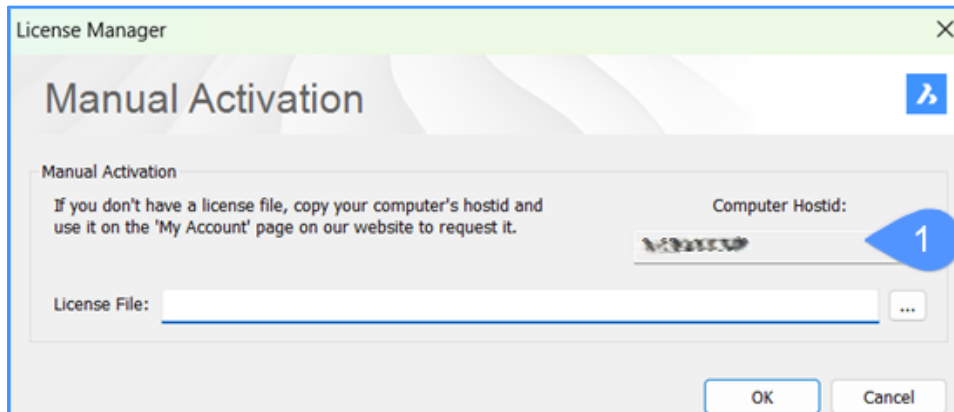 License Manager
Manual Activation
Manual Activation
If you don't have a license file, copy your computer's hostid and
use it on the 'My Account' page on our website to request it.
Computer Hostid:
1
License File:
...
OK
Cancel